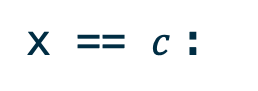 x == c :